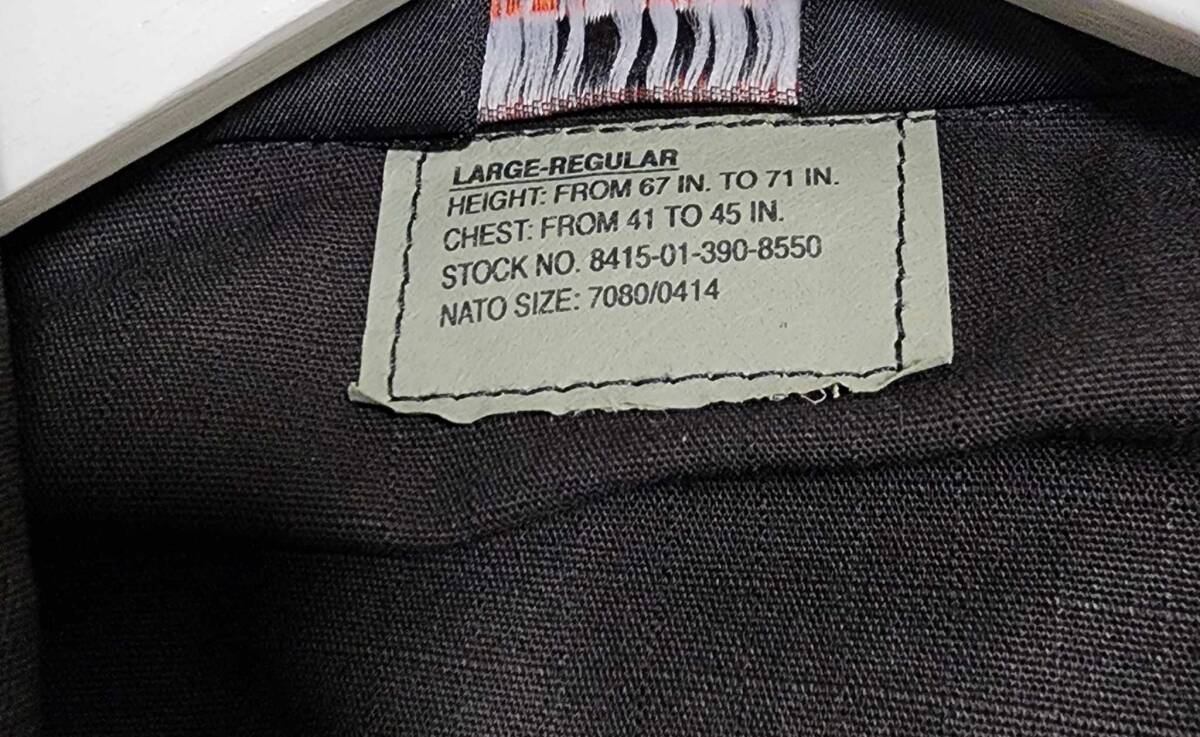 LARGE-REGULAR
HEIGHT: FROM 67 IN. TO 71 IN.
CHEST: FROM 41 TO 45 IN.
STOCK NO. 8415-01-390-8550
NATO SIZE: 7080/0414